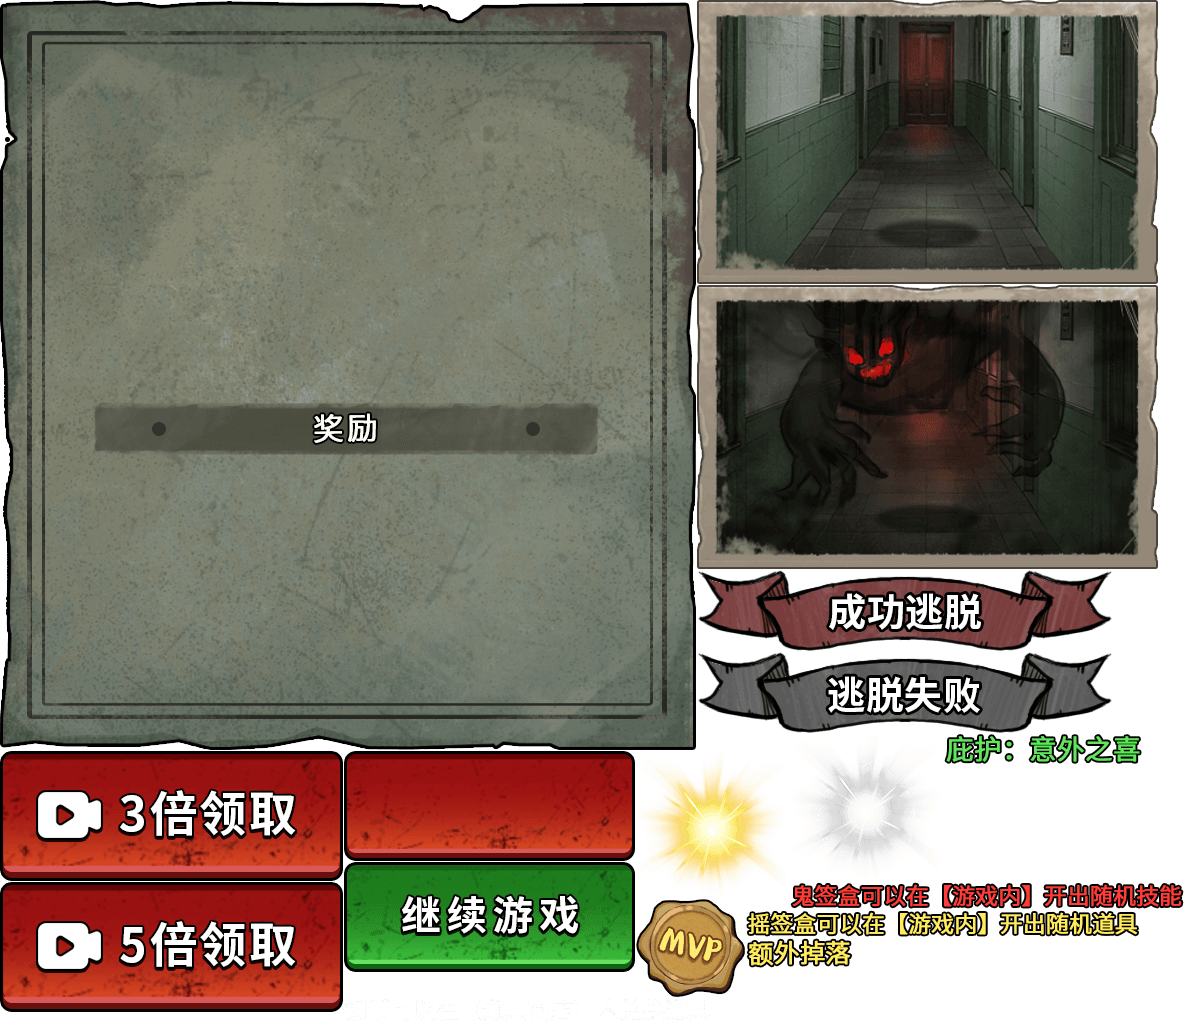 奖励
成功逃脱
逃脱失败
庇护：意外之喜
3倍领取
5倍领取
继续游戏
鬼签盒可以在【游戏内】开出随机技能
摇签盒可以在【游戏内】开出随机道具
额外掉落
MVP